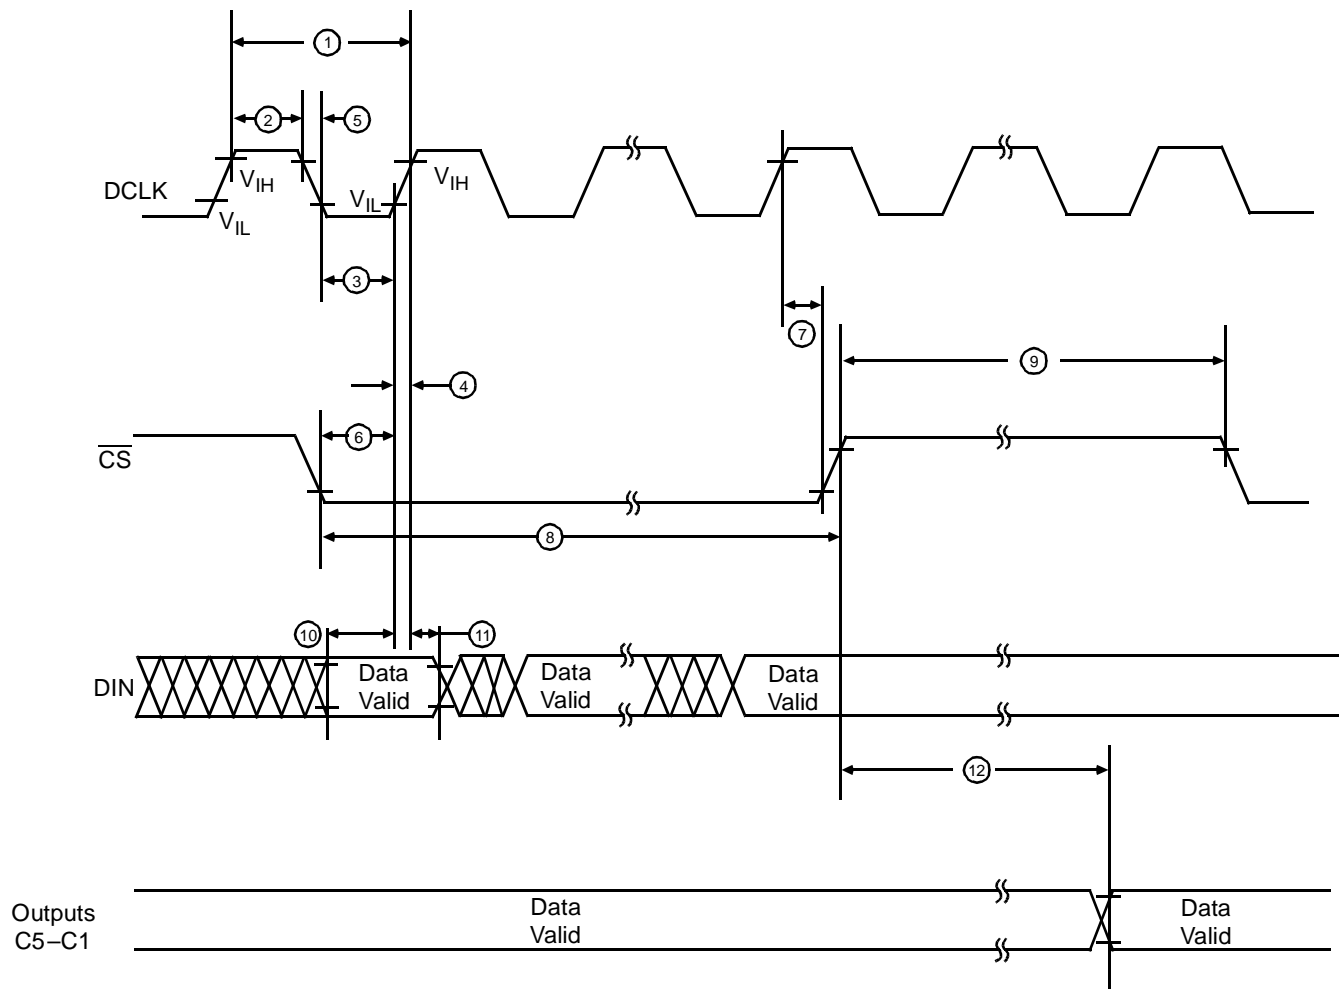 1
2
5
DCLK
VIH
VIL
VIL
VIH
3
7
4
9
CS
6
8
10
11
DIN
Data
Valid
Data
Valid
Data
Valid
12
Outputs
C5–C1
Data
Valid
Data
Valid